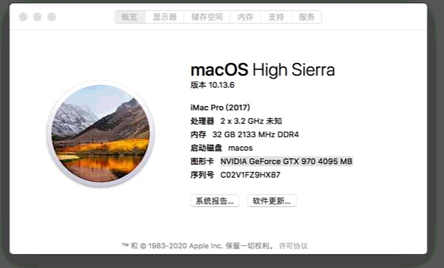 概览 显示器 储存空间 内存 支持 服务
macOS High Sierra
版本 10.13.6
iMac Pro (2017)
处理器 2 x 3.2 GHz 未知
内存 32 GB 2133 MHz DDR4
启动磁盘 macos
图形卡 NVIDIA GeForce GTX 970 4095 MB
序列号 C02V1FZ9HX87
系统报告... 软件更新...
™ 和 © 1983-2020 Apple Inc. 保留一切权利。 许可协议